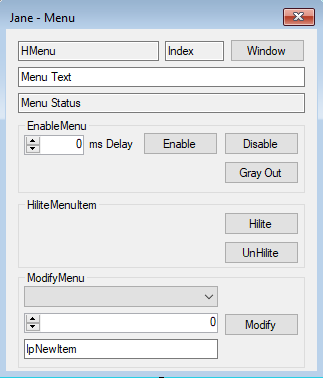 Jane - Menu
HMenu Index Window
Menu Text
Menu Status
EnableMenu
0 ms Delay Enable Disable
Gray Out
HiliteMenuItem
Hilite
UnHilite
ModifyMenu
0 Modify
lpNewItem